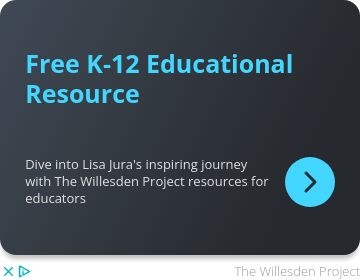 Free K-12 Educational
Resource
Dive into Lisa Jura's inspiring journey
with The Willesden Project resources for
educators
The Willesden Project